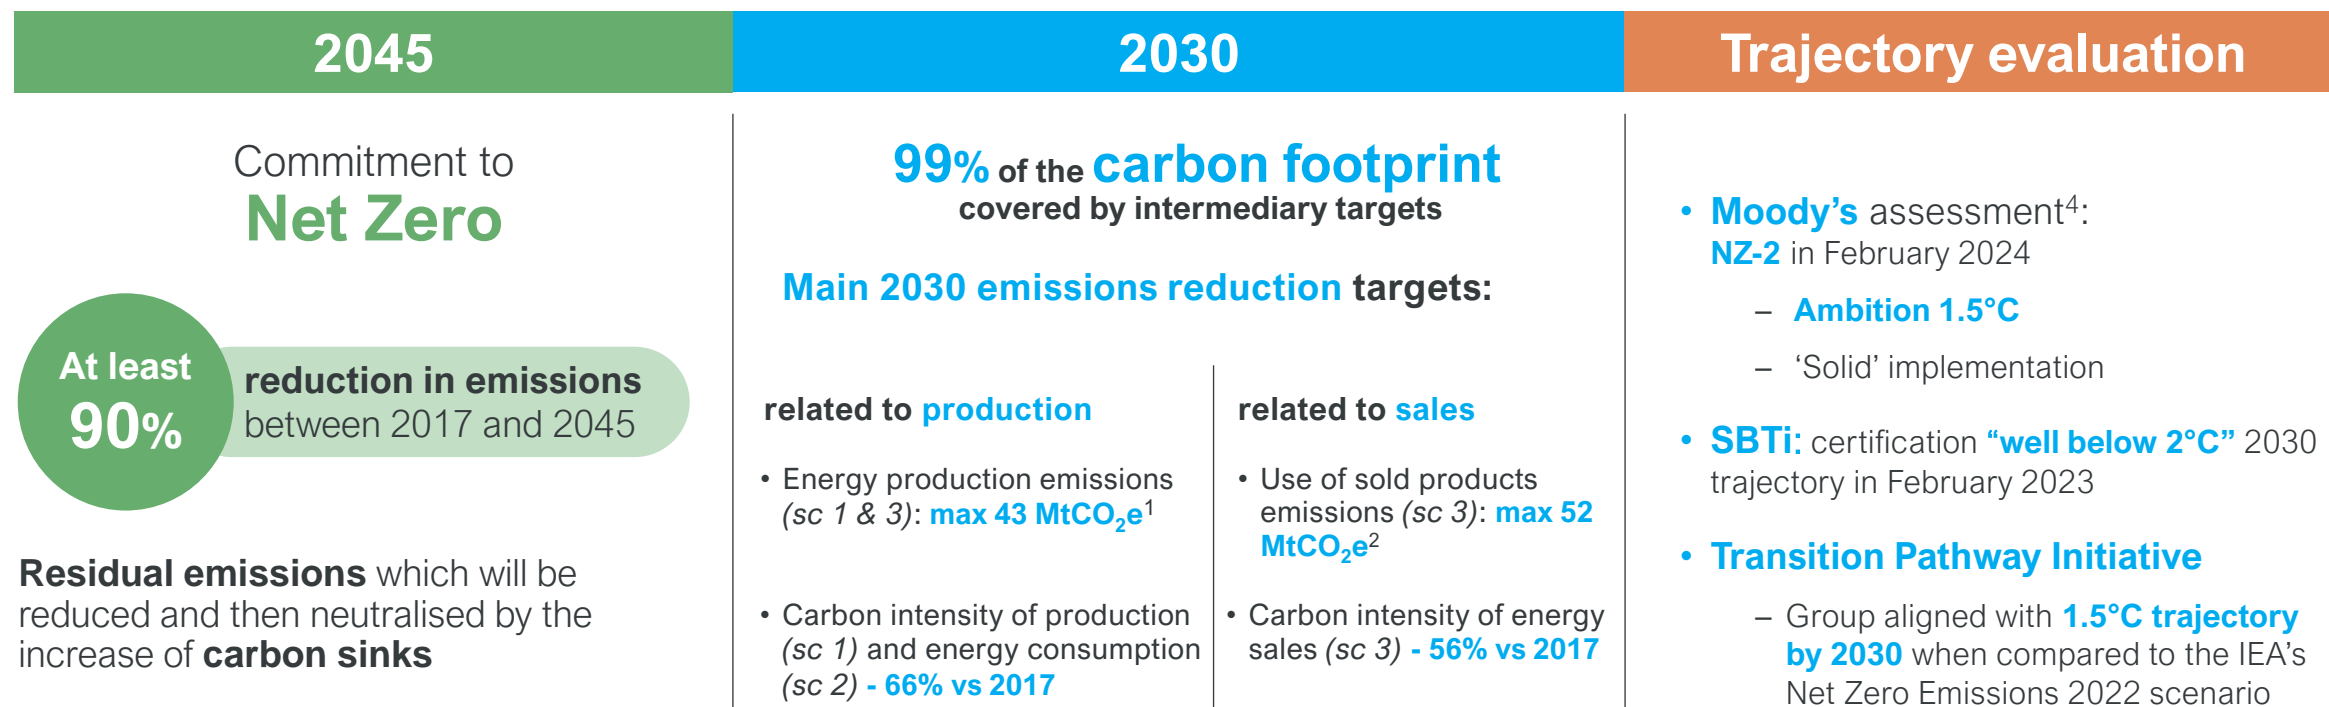 2045
Commitment to
Net Zero
At least
90%
reduction in emissions
between 2017 and 2045
Residual emissions which will be
reduced and then neutralised by the
increase of carbon sinks
2030
99% of the carbon footprint
covered by intermediary targets
Main 2030 emissions reduction targets:
related to production
• Energy production emissions
(sc 1 & 3): max 43 MtCO₂e¹
• Carbon intensity of production
(sc 1) and energy consumption
(sc 2) - 66% vs 2017
related to sales
• Use of sold products
emissions (sc 3): max 52
MtCO₂e²
• Carbon intensity of energy
sales (sc 3) - 56% vs 2017
Trajectory evaluation
• Moody’s assessment⁴:
NZ-2 in February 2024
– Ambition 1.5°C
– ‘Solid’ implementation
• SBTi: certification “well below 2°C” 2030
trajectory in February 2023
• Transition Pathway Initiative
– Group aligned with 1.5°C trajectory
by 2030 when compared to the IEA’s
Net Zero Emissions 2022 scenario